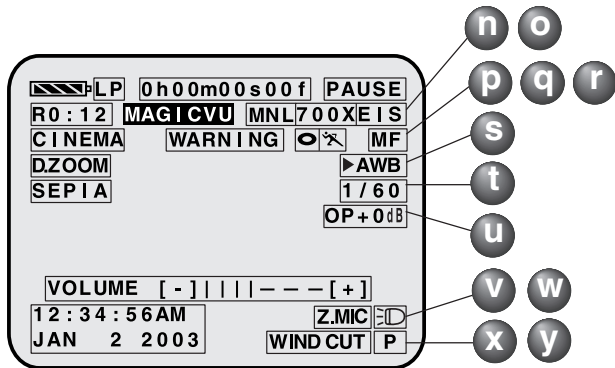 n o
LP 0h00m00s00f PAUSE
R0:12 MAGICVU MNL 700X EIS
p q r
CINEMA WARNING MF
s
D.ZOOM ▶AWB
t
SEPIA 1/60
OP+0dB
u
VOLUME [-]||||---[+]
v w
12:34:56AM Z.MIC
JAN 2 2003 WIND CUT P
x y